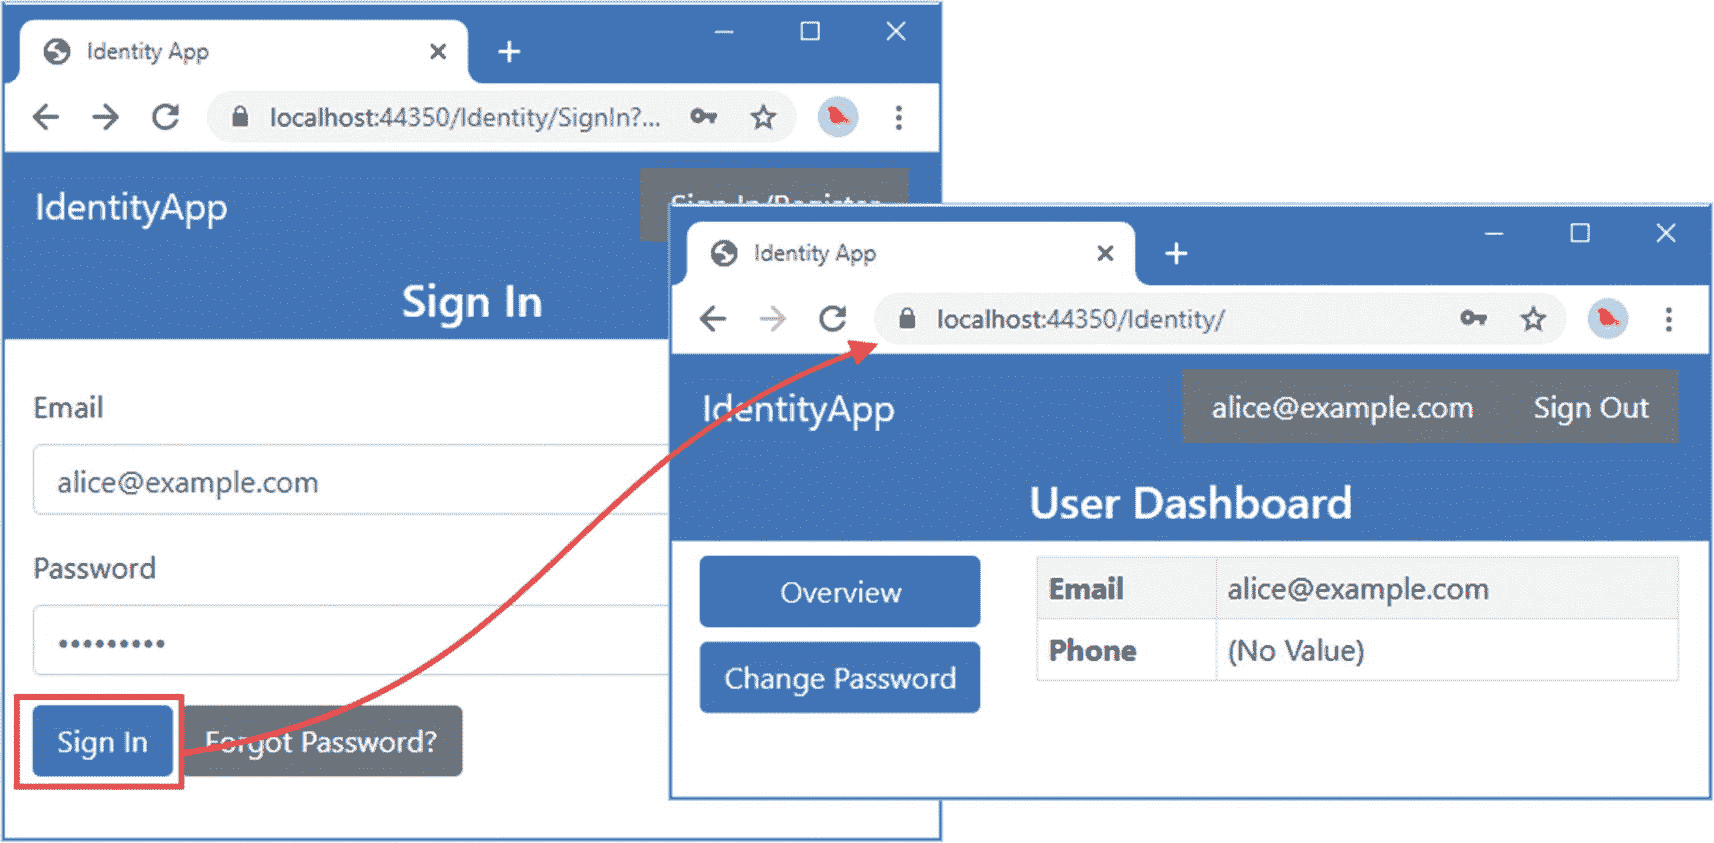 Identity App
localhost:44350/Identity/SignIn?...
IdentityApp
Sign In/Register
Sign In
Email
alice@example.com
Password
•••••••••
Sign In
Forgot Password?
Identity App
localhost:44350/Identity/
IdentityApp
alice@example.com Sign Out
User Dashboard
Overview
Change Password
Email alice@example.com
Phone (No Value)